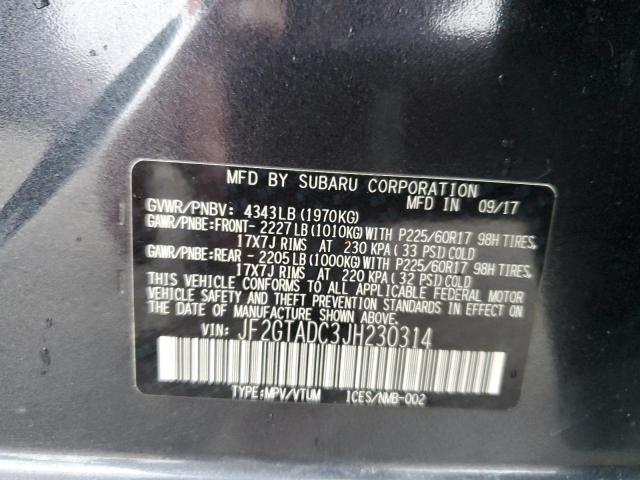 MFD BY SUBARU CORPORATION
MFD IN 09/17
GVWR/PNBV: 4343LB(1970KG)
GAWR/PNBE:FRONT- 2227LB(1010KG)WITH P225/60R17 98H TIRES,
17X7J RIMS AT 230 KPA(33 PSI)COLD
GAWR/PNBE:REAR - 2205LB(1000KG)WITH P225/60R17 98H TIRES,
17X7J RIMS AT 220 KPA(32 PSI)COLD
THIS VEHICLE CONFORMS TO ALL APPLICABLE FEDERAL MOTOR
VEHICLE SAFETY AND THEFT PREVENTION STANDARDS IN EFFECT ON
THE DATE OF MANUFACTURE SHOWN ABOVE.
VIN: JF2GTADC3JH230314
TYPE:MPV/VTUM ICES/NMB-002